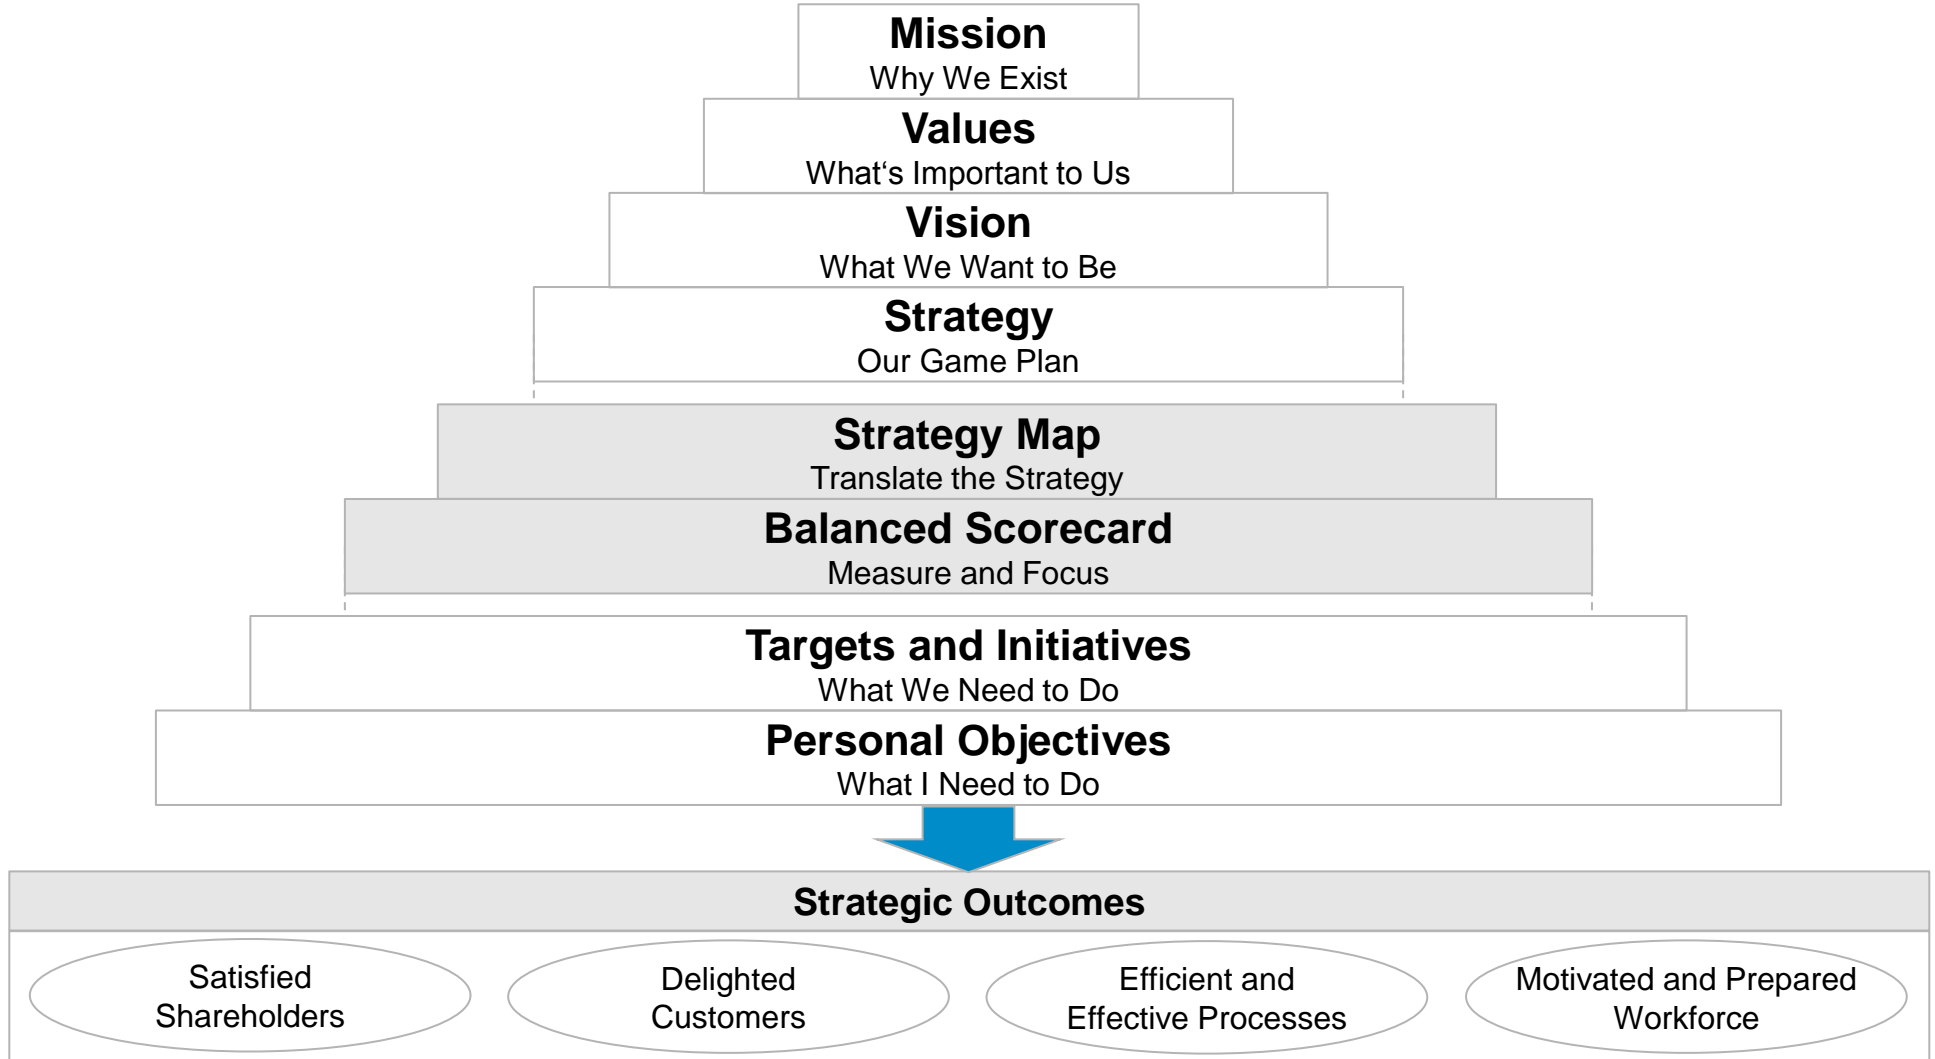 Mission
Why We Exist
Values
What‘s Important to Us
Vision
What We Want to Be
Strategy
Our Game Plan
Strategy Map
Translate the Strategy
Balanced Scorecard
Measure and Focus
Targets and Initiatives
What We Need to Do
Personal Objectives
What I Need to Do
Strategic Outcomes
Satisfied
Shareholders
Delighted
Customers
Efficient and
Effective Processes
Motivated and Prepared
Workforce